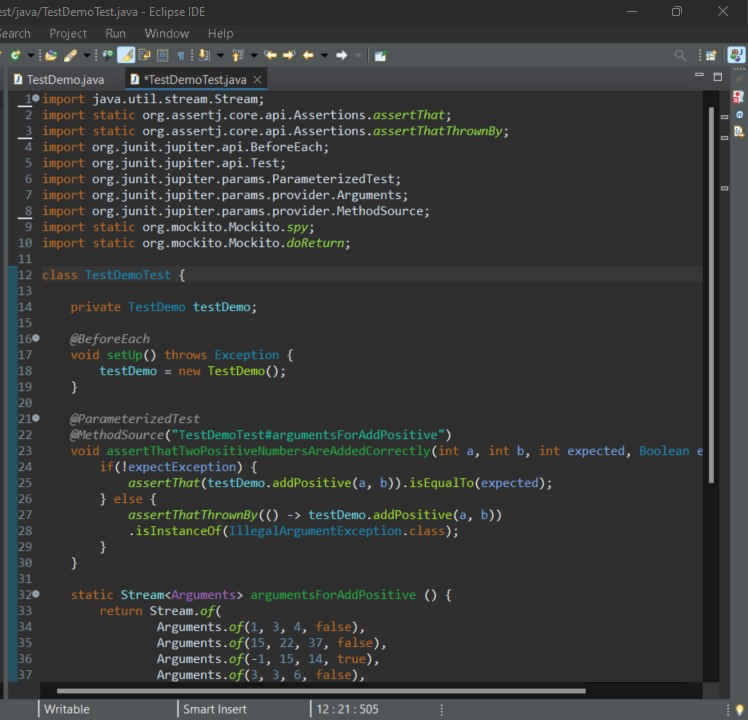 est/java/TestDemoTest.java - Eclipse IDE
Search Project Run Window Help
TestDemo.java *TestDemoTest.java
1 import java.util.stream.Stream;
2 import static org.assertj.core.api.Assertions.assertThat;
3 import static org.assertj.core.api.Assertions.assertThatThrownBy;
4 import org.junit.jupiter.api.BeforeEach;
5 import org.junit.jupiter.api.Test;
6 import org.junit.jupiter.params.ParameterizedTest;
7 import org.junit.jupiter.params.provider.Arguments;
8 import org.junit.jupiter.params.provider.MethodSource;
9 import static org.mockito.Mockito.spy;
10 import static org.mockito.Mockito.doReturn;
11
12 class TestDemoTest {
13
14     private TestDemo testDemo;
15
16     @BeforeEach
17     void setUp() throws Exception {
18         testDemo = new TestDemo();
19     }
20
21     @ParameterizedTest
22     @MethodSource("TestDemoTest#argumentsForAddPositive")
23     void assertThatTwoPositiveNumbersAreAddedCorrectly(int a, int b, int expected, Boolean e
24         if(!expectException) {
25             assertThat(testDemo.addPositive(a, b)).isEqualTo(expected);
26         } else {
27             assertThatThrownBy(() -> testDemo.addPositive(a, b))
28             .isInstanceOf(IllegalArgumentException.class);
29         }
30     }
31
32     static Stream<Arguments> argumentsForAddPositive () {
33         return Stream.of(
34                 Arguments.of(1, 3, 4, false),
35                 Arguments.of(15, 22, 37, false),
36                 Arguments.of(-1, 15, 14, true),
37                 Arguments.of(3, 3, 6, false),
Writable Smart Insert 12 : 21 : 505